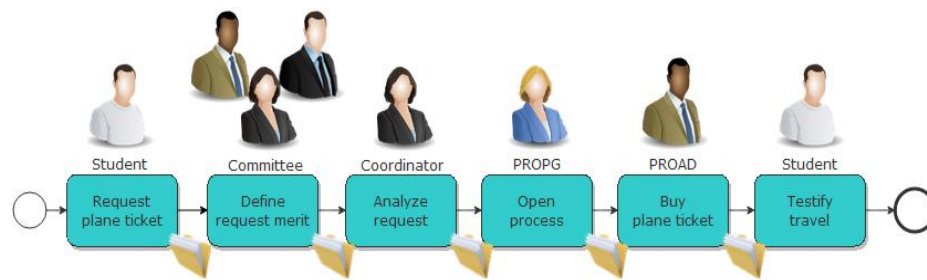 Student
Committee
Coordinator
PROPG
PROAD
Student
Request
plane ticket
Define
request merit
Analyze
request
Open
process
Buy
plane ticket
Testify
travel